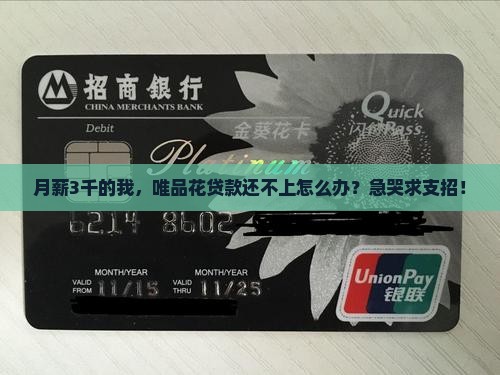 招商银行
CHINA MERCHANTS BANK
Debit
金葵花卡
Quick
闪付Pass
Platinum
月薪3千的我，唯品花贷款还不上怎么办？急哭求支招！
6214 8602
MONTH/YEAR MONTH/YEAR
VALID FROM 11/15 VALID THRU 11/25
UnionPay
银联